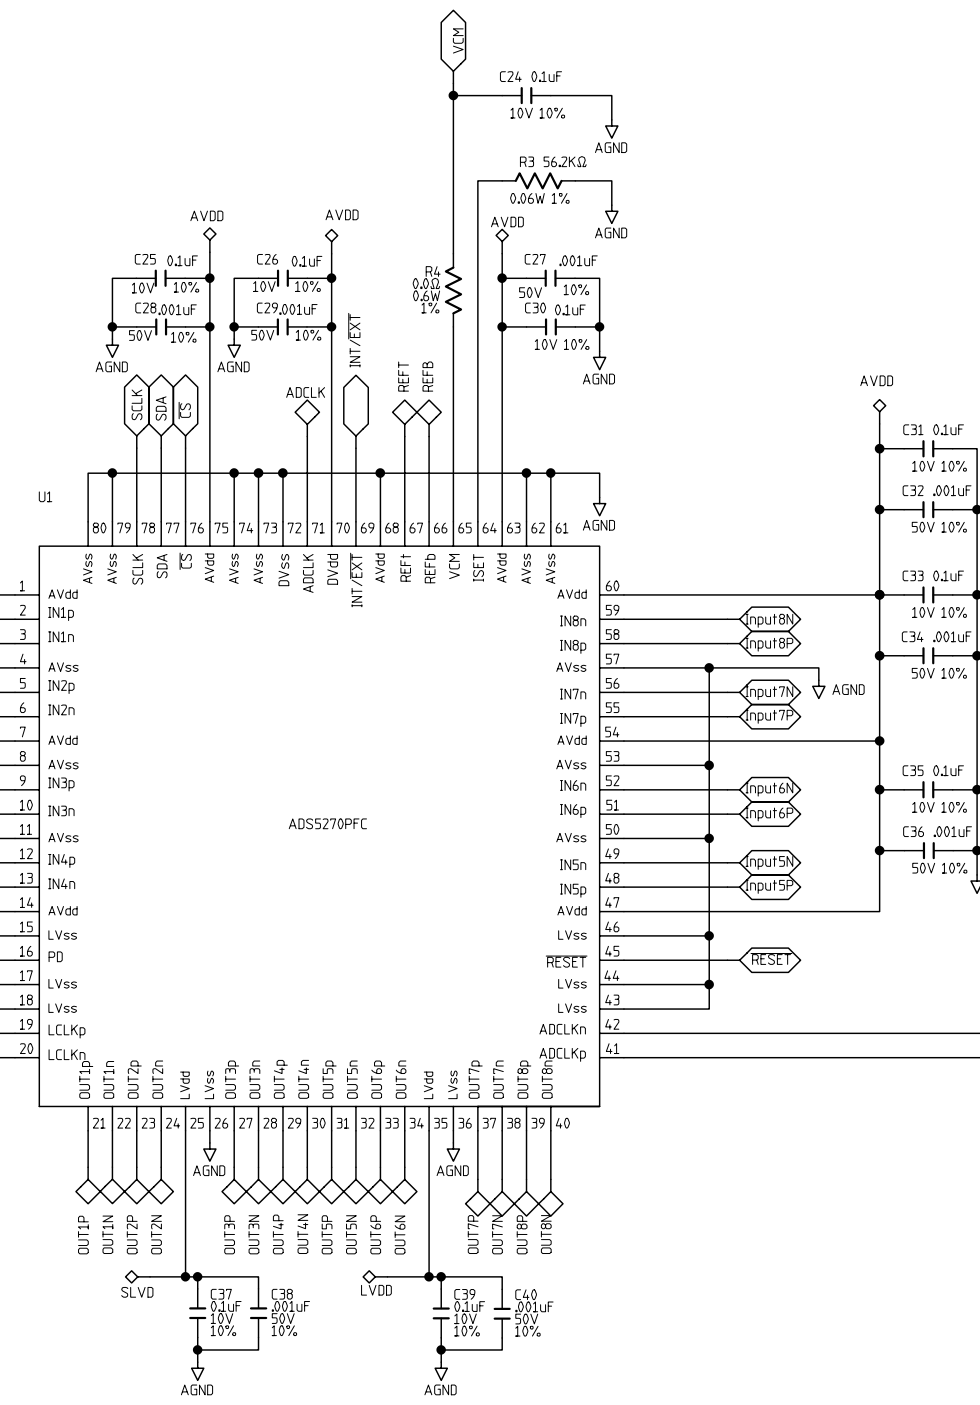 VCM
C24 0.1uF
10V 10%
AGND
R3 56.2KΩ
0.06W 1%
AGND
AVDD
AVDD
AVDD
C25 0.1uF
10V 10%
C28 .001uF
50V 10%
AGND
C26 0.1uF
10V 10%
C29 .001uF
50V 10%
AGND
R4
0.0Ω
0.6W
1%
C27 .001uF
50V 10%
C30 0.1uF
10V 10%
AGND
SCLK
SDA
CS
ADCLK
INT/EXT
REFT
REFB
AVDD
C31 0.1uF
10V 10%
C32 .001uF
50V 10%
C33 0.1uF
10V 10%
C34 .001uF
50V 10%
C35 0.1uF
10V 10%
C36 .001uF
50V 10%
U1
AGND
80 79 78 77 76 75 74 73 72 71 70 69 68 67 66 65 64 63 62 61
AVss AVss SCLK SDA CS AVdd AVss AVss DVss ADCLK DVdd INT/EXT AVdd REFt REFb VCM ISET AVdd AVss AVss
1 AVdd
2 IN1p
3 IN1n
4 AVss
5 IN2p
6 IN2n
7 AVdd
8 AVss
9 IN3p
10 IN3n
11 AVss
12 IN4p
13 IN4n
14 AVdd
15 LVss
16 PD
17 LVss
18 LVss
19 LCLKp
20 LCLKn
ADS5270PFC
AVdd 60
IN8n 59 Input8N
IN8p 58 Input8P
AVss 57
AGND
IN7n 56 Input7N
IN7p 55 Input7P
AVdd 54
AVss 53
IN6n 52 Input6N
IN6p 51 Input6P
AVss 50
IN5n 49 Input5N
IN5p 48 Input5P
AVdd 47
LVss 46
RESET 45 RESET
LVss 44
LVss 43
ADCLKn 42
ADCLKp 41
OUT1p OUT1n OUT2p OUT2n LVdd LVss OUT3p OUT3n OUT4p OUT4n OUT5p OUT5n OUT6p OUT6n LVdd LVss OUT7p OUT7n OUT8p OUT8n
21 22 23 24 25 26 27 28 29 30 31 32 33 34 35 36 37 38 39 40
AGND
AGND
OUT1P OUT1N OUT2P OUT2N OUT3P OUT3N OUT4P OUT4N OUT5P OUT5N OUT6P OUT6N OUT7P OUT7N OUT8P OUT8N
SLVD
C37
0.1uF
10V
10%
C38
.001uF
50V
10%
AGND
LVDD
C39
0.1uF
10V
10%
C40
.001uF
50V
10%
AGND